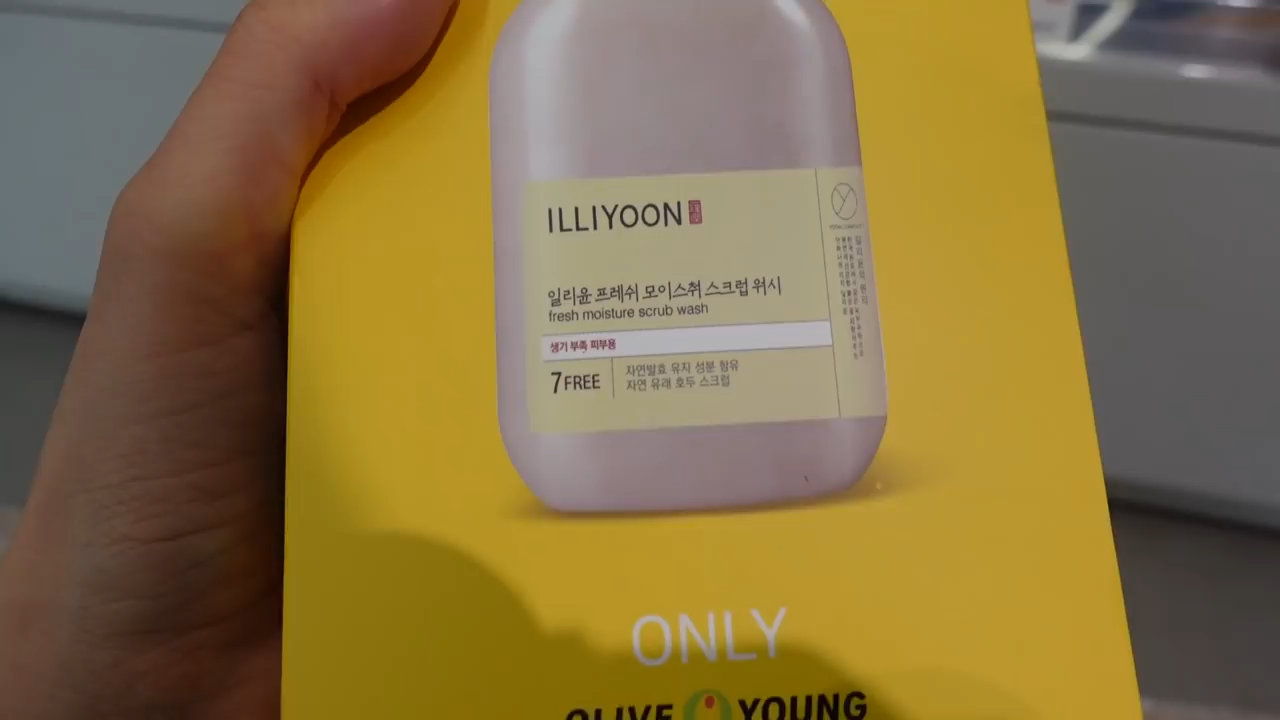 ILLIYOON
일리윤 프레쉬 모이스춰 스크럽 워시
fresh moisture scrub wash
생기 부족 피부용
7FREE
자연발효 유자 성분 함유
자연 유래 호두 스크럽
ONLY
OLIVE YOUNG